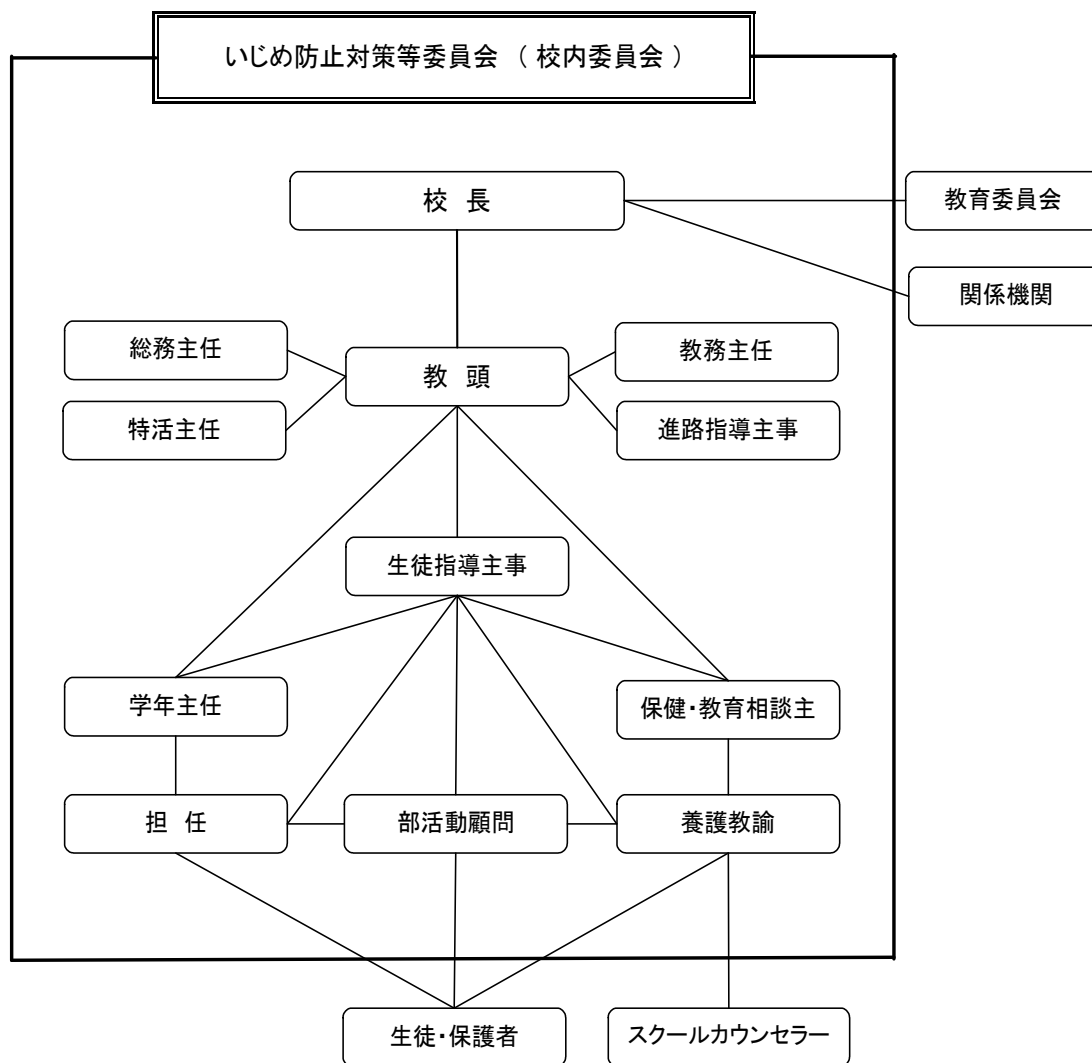 いじめ防止対策等委員会 （ 校内委員会 ）
校 長
教育委員会
関係機関
総務主任
教 頭
教務主任
特活主任
進路指導主事
生徒指導主事
学年主任
保健・教育相談主
担 任
部活動顧問
養護教諭
生徒・保護者
スクールカウンセラー